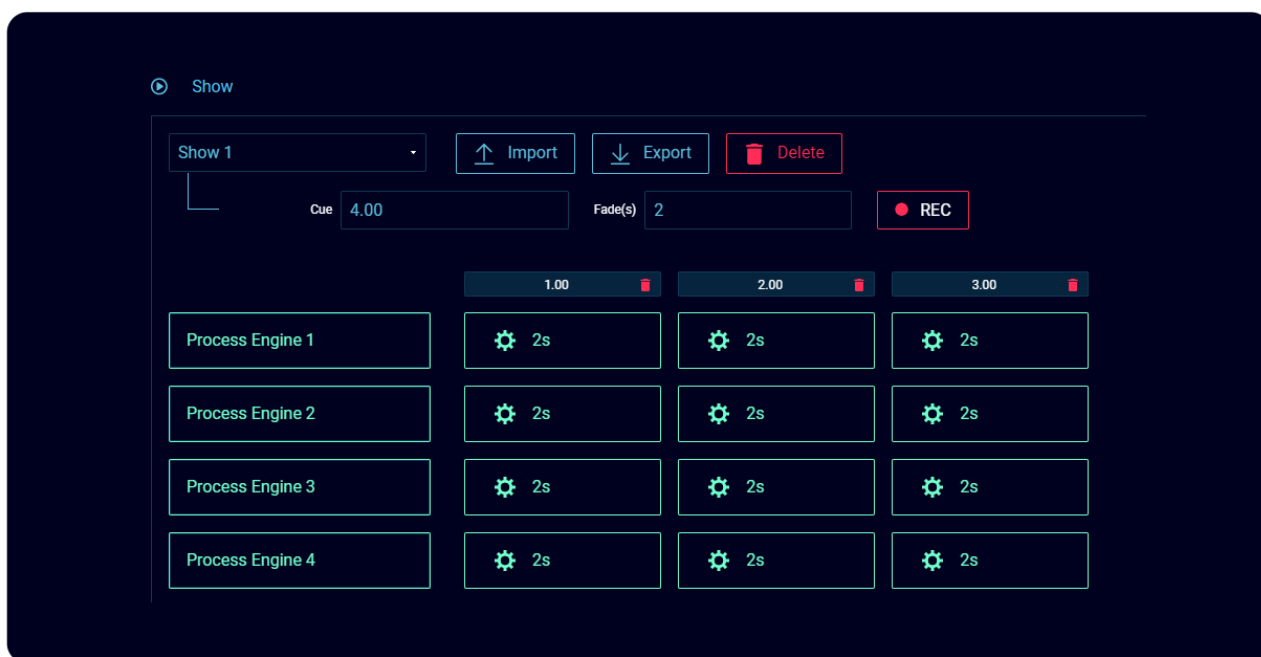 Show
Show 1 Import Export Delete
Cue 4.00 Fade(s) 2 REC
1.00 2.00 3.00
Process Engine 1 2s 2s 2s
Process Engine 2 2s 2s 2s
Process Engine 3 2s 2s 2s
Process Engine 4 2s 2s 2s